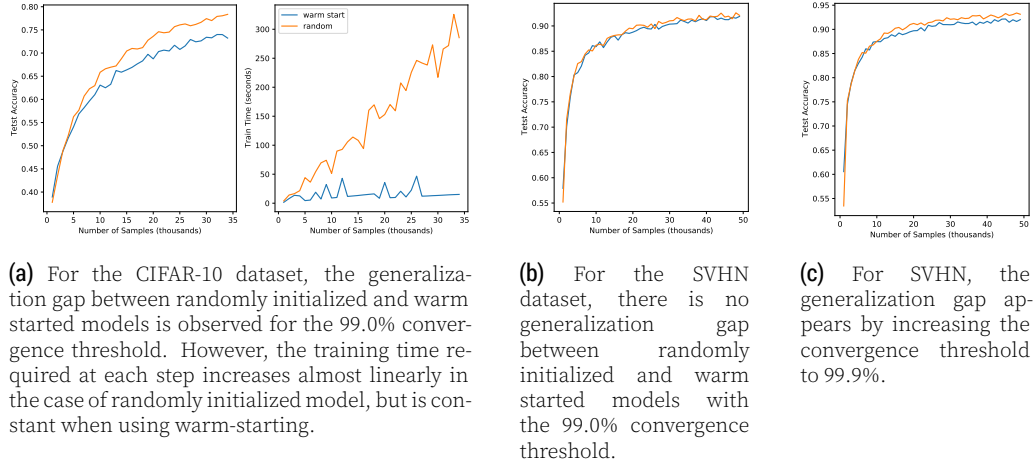 0.80
0.75
0.70
0.65
0.60
0.55
0.50
0.45
0.40
Tetst Accuracy
0 5 10 15 20 25 30 35
Number of Samples (thousands)
warm start
random
300
250
200
150
100
50
0
Train Time (seconds)
0 5 10 15 20 25 30 35
Number of Samples (thousands)
0.90
0.85
0.80
0.75
0.70
0.65
0.60
0.55
Tetst Accuracy
0 10 20 30 40 50
Number of Samples (thousands)
0.95
0.90
0.85
0.80
0.75
0.70
0.65
0.60
0.55
Tetst Accuracy
0 10 20 30 40 50
Number of Samples (thousands)
(a) For the CIFAR-10 dataset, the generaliza-
tion gap between randomly initialized and warm
started models is observed for the 99.0% conver-
gence threshold. However, the training time re-
quired at each step increases almost linearly in
the case of randomly initialized model, but is con-
stant when using warm-starting.
(b) For the SVHN
dataset, there is no
generalization gap
between randomly
initialized and warm
started models with
the 99.0% convergence
threshold.
(c) For SVHN, the
generalization gap ap-
pears by increasing the
convergence threshold
to 99.9%.